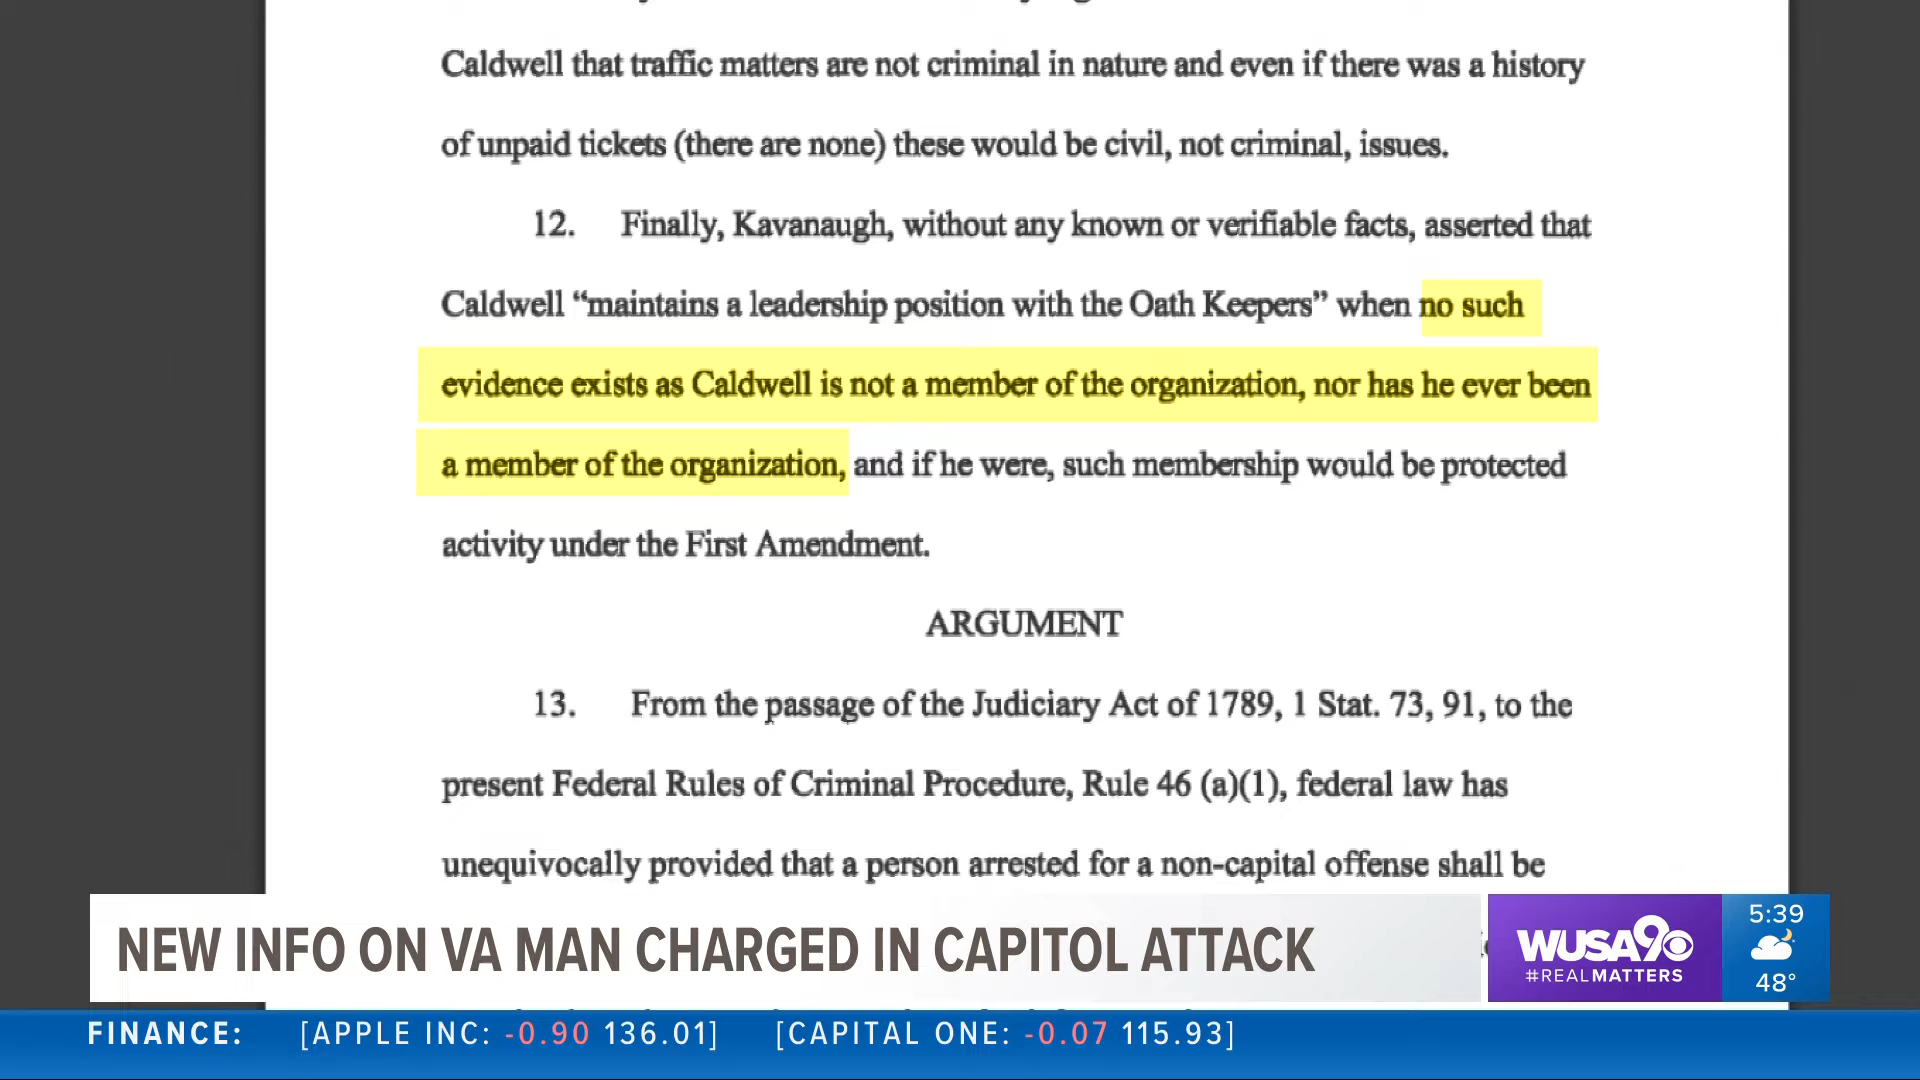 Caldwell that traffic matters are not criminal in nature and even if there was a history
of unpaid tickets (there are none) these would be civil, not criminal, issues.
12. Finally, Kavanaugh, without any known or verifiable facts, asserted that
Caldwell “maintains a leadership position with the Oath Keepers” when no such
evidence exists as Caldwell is not a member of the organization, nor has he ever been
a member of the organization, and if he were, such membership would be protected
activity under the First Amendment.
ARGUMENT
13. From the passage of the Judiciary Act of 1789, 1 Stat. 73, 91, to the
present Federal Rules of Criminal Procedure, Rule 46 (a)(1), federal law has
unequivocally provided that a person arrested for a non-capital offense shall be
NEW INFO ON VA MAN CHARGED IN CAPITOL ATTACK
WUSA9
#REALMATTERS
5:39
48°
FINANCE: [APPLE INC: -0.90 136.01] [CAPITAL ONE: -0.07 115.93]